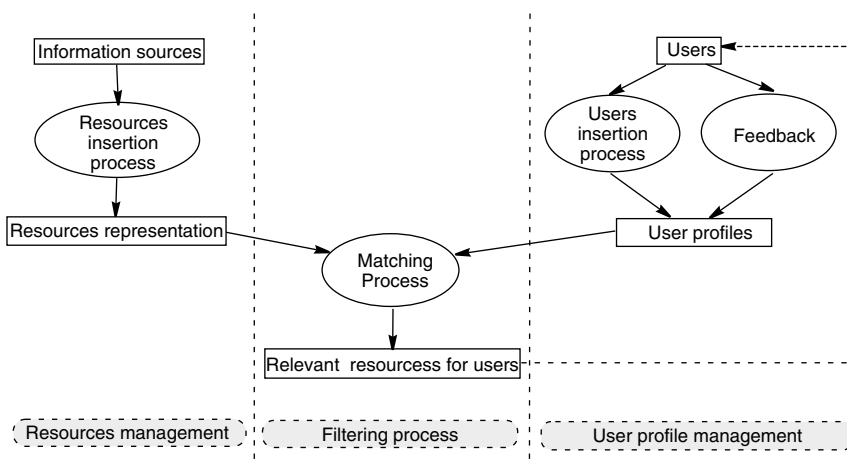 Information sources
Resources
insertion
process
Resources representation
Users
Users
insertion
process
Feedback
User profiles
Matching
Process
Relevant resourcess for users
Resources management
Filtering process
User profile management